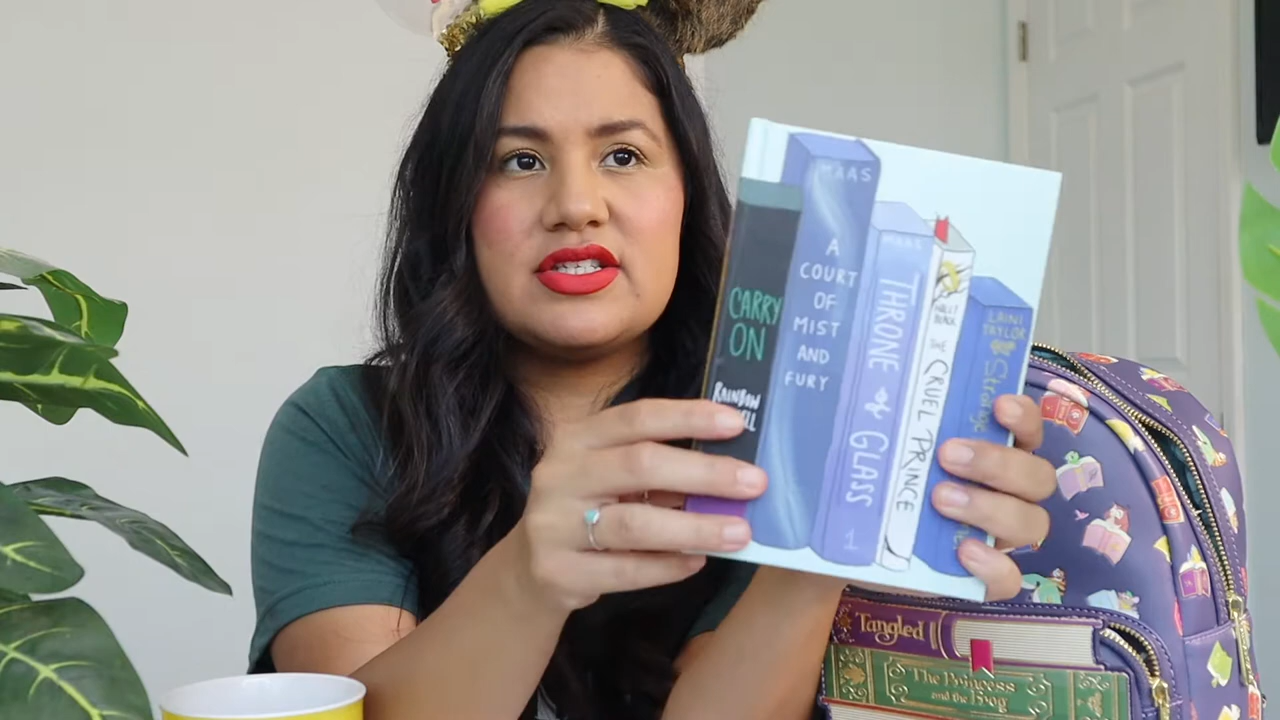 CARRY
ON
RAINBOW
MAAS
A
COURT
OF
MIST
AND
FURY
MAAS
THRONE of GLASS
1
HOLLY
BLACK
THE CRUEL PRINCE
LAINI
TAYLOR
Strange
Tangled
The Princess
and the Frog